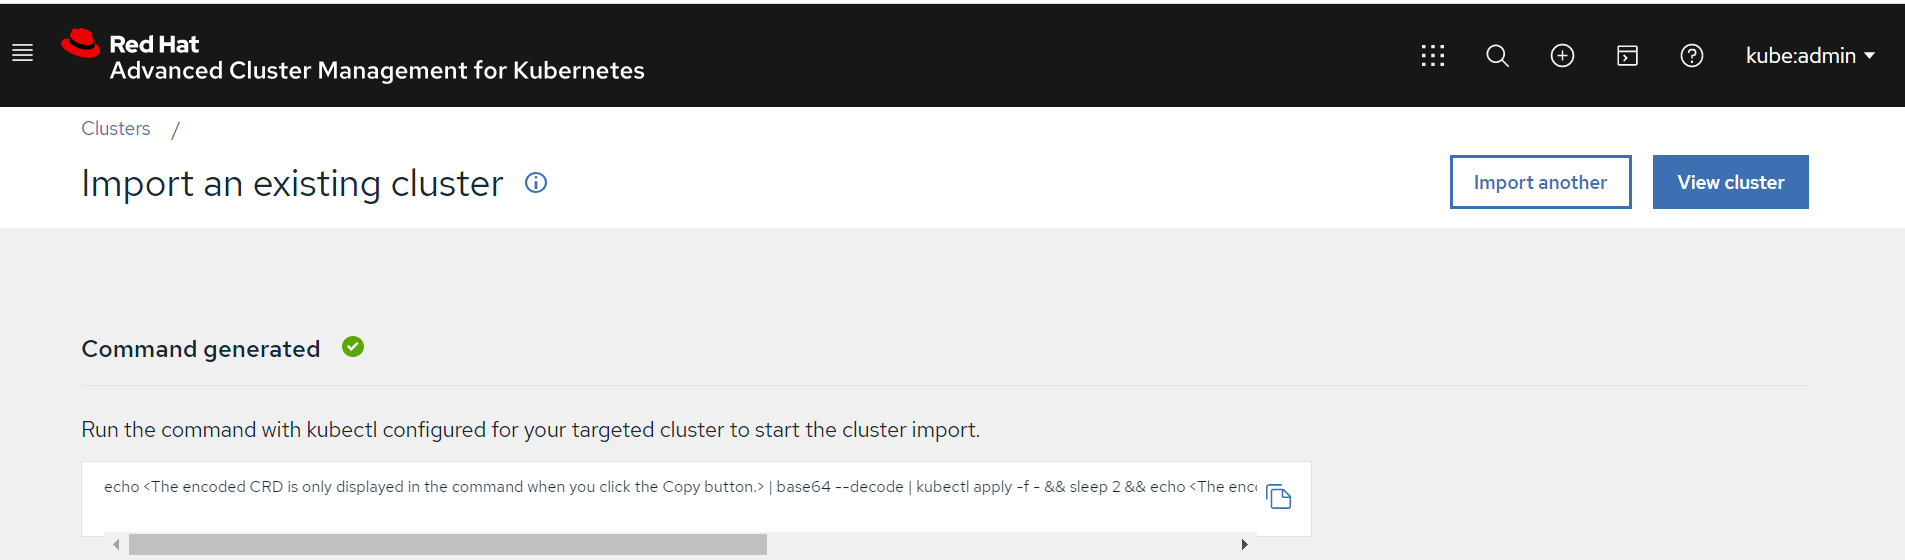 Red Hat
Advanced Cluster Management for Kubernetes
kube:admin
Clusters /
Import an existing cluster
Import another
View cluster
Command generated
Run the command with kubectl configured for your targeted cluster to start the cluster import.
echo <The encoded CRD is only displayed in the command when you click the Copy button.> | base64 --decode | kubectl apply -f - && sleep 2 && echo <The enc